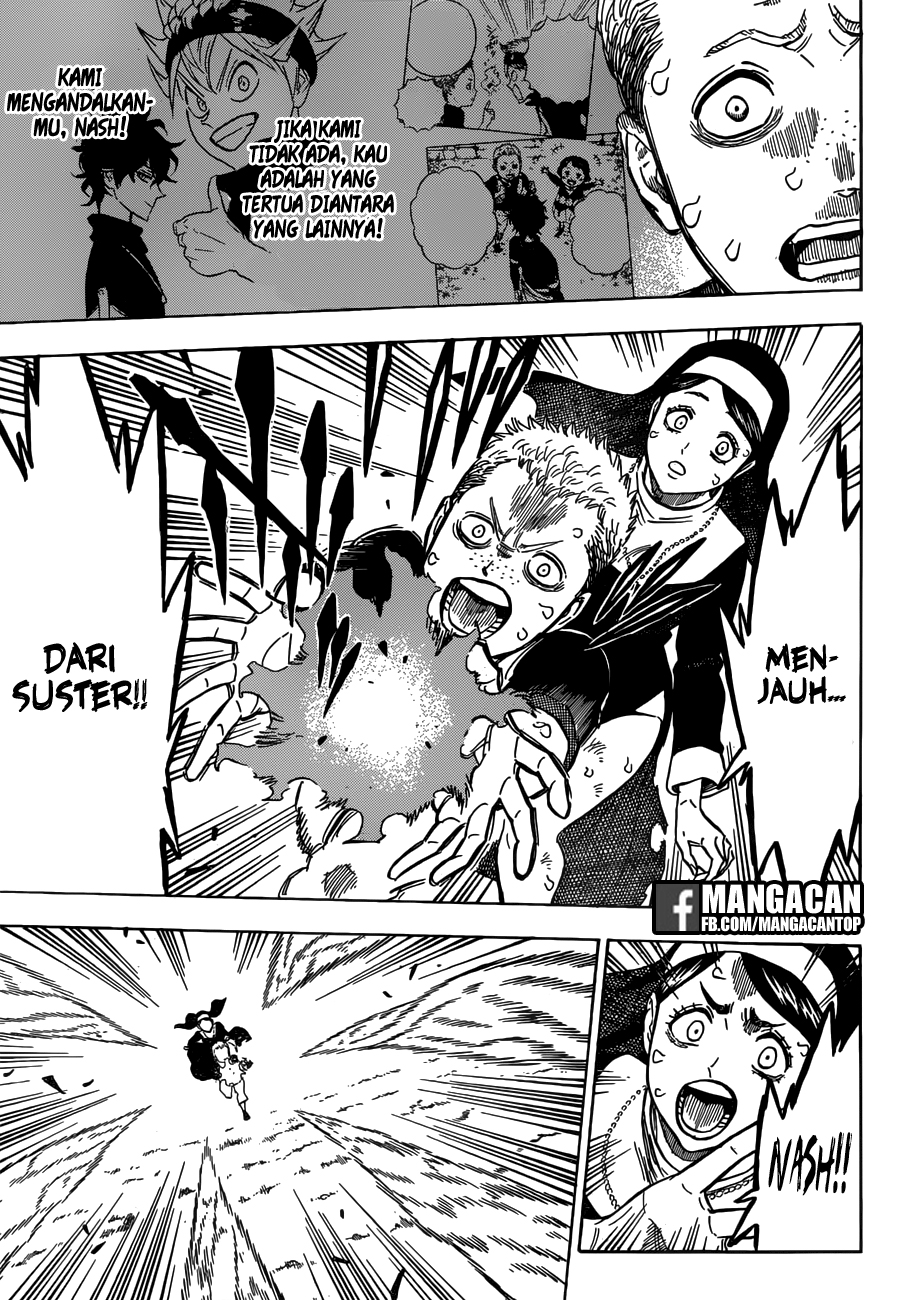 JIKA KAMI
TIDAK ADA, KAU
ADALAH YANG
TERTUA DIANTARA
YANG LAINNYA!
KAMI
MENGANDALKAN-
MU, NASH!
MEN-
JAUH...
DARI
SUSTER!!
MANGACAN
FB.COM/MANGACANTOP
NASH!!